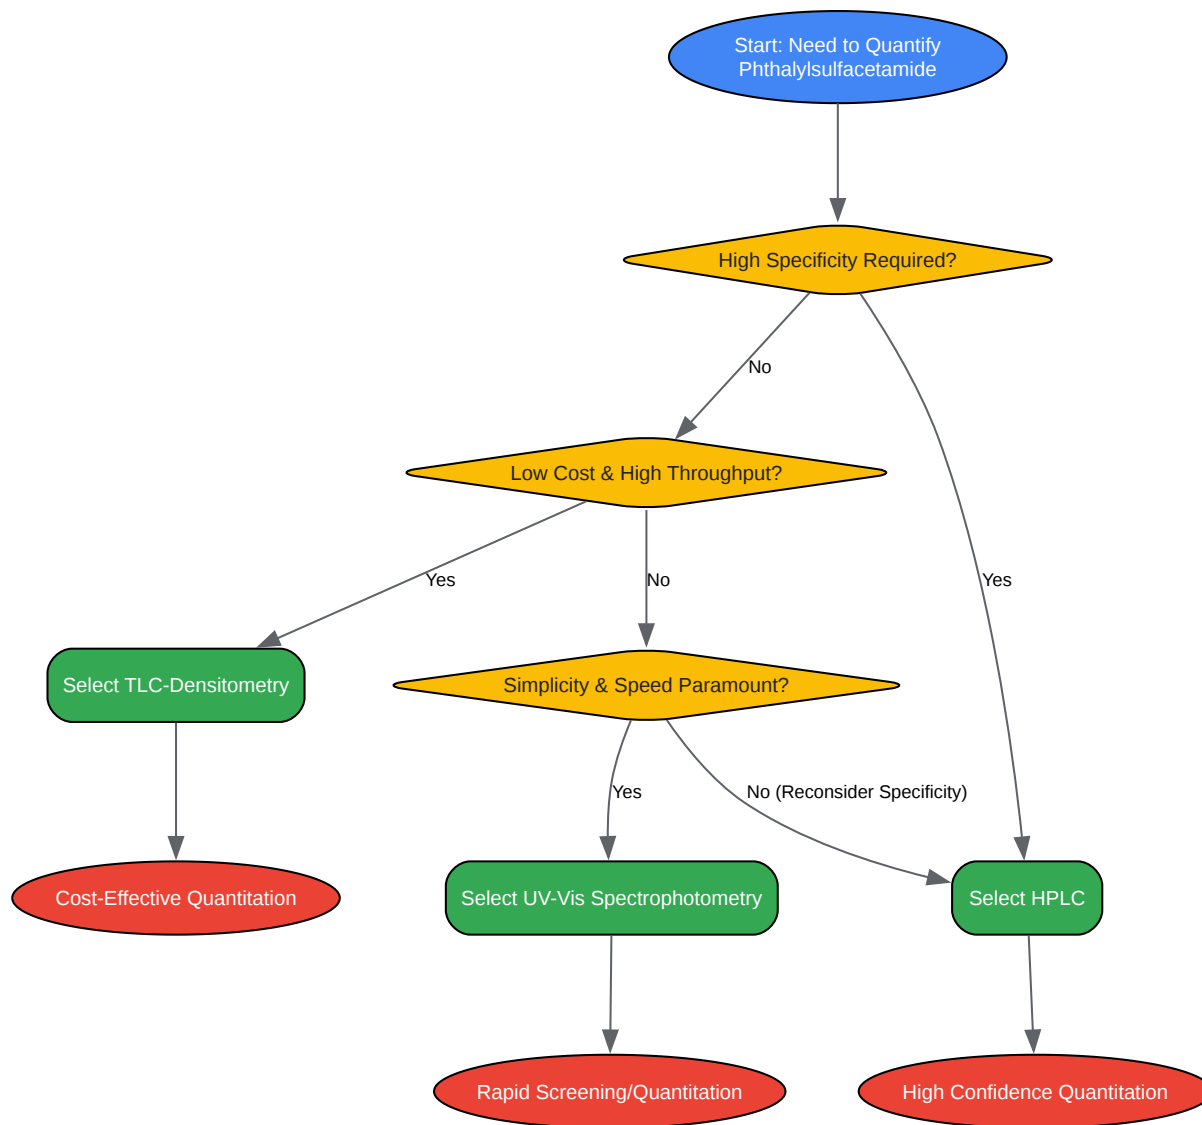 Start: Need to Quantify
Phthalylsulfacetamide
High Specificity Required?
No
Low Cost & High Throughput?
Yes
No
Yes
Select TLC-Densitometry
Simplicity & Speed Paramount?
Yes
No (Reconsider Specificity)
Cost-Effective Quantitation
Select UV-Vis Spectrophotometry
Select HPLC
Rapid Screening/Quantitation
High Confidence Quantitation